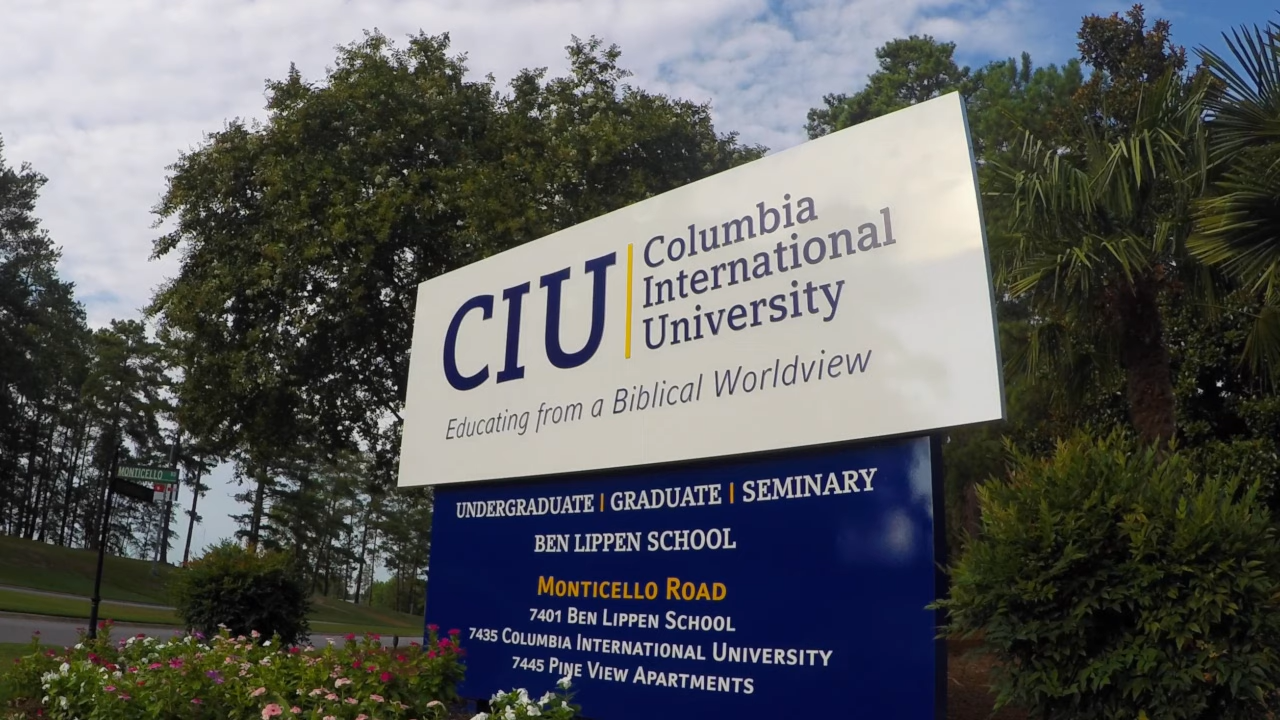 CIU
Columbia
International
University
Educating from a Biblical Worldview
UNDERGRADUATE | GRADUATE | SEMINARY
BEN LIPPEN SCHOOL
MONTICELLO ROAD
7401 BEN LIPPEN SCHOOL
7435 COLUMBIA INTERNATIONAL UNIVERSITY
7445 PINE VIEW APARTMENTS
MONTICELLO